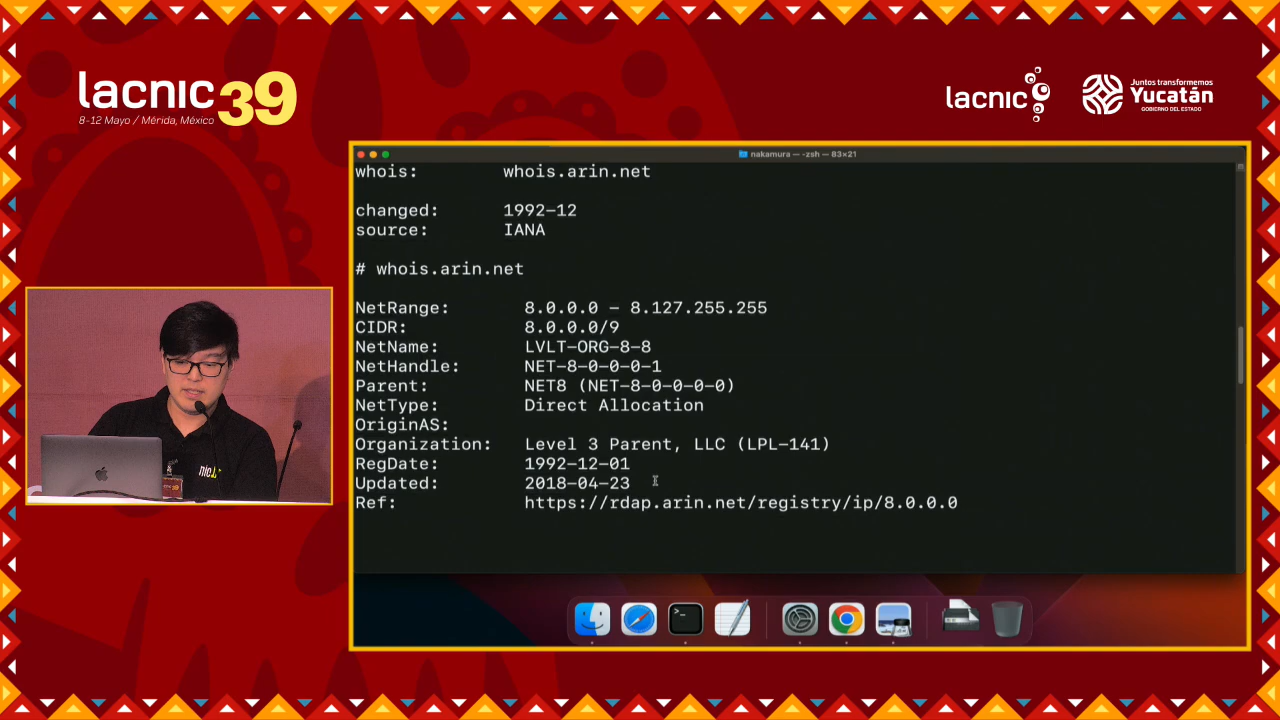 lacnic 39
8-12 Mayo / Mérida, México
lacnic
Juntos transformemos
Yucatán
GOBIERNO DEL ESTADO
nakamura — -zsh — 83×21
whois:        whois.arin.net
changed:      1992-12
source:       IANA
# whois.arin.net
NetRange:       8.0.0.0 - 8.127.255.255
CIDR:           8.0.0.0/9
NetName:        LVLT-ORG-8-8
NetHandle:      NET-8-0-0-0-1
Parent:         NET8 (NET-8-0-0-0-0)
NetType:        Direct Allocation
OriginAS:
Organization:   Level 3 Parent, LLC (LPL-141)
RegDate:        1992-12-01
Updated:        2018-04-23
Ref:            https://rdap.arin.net/registry/ip/8.0.0.0